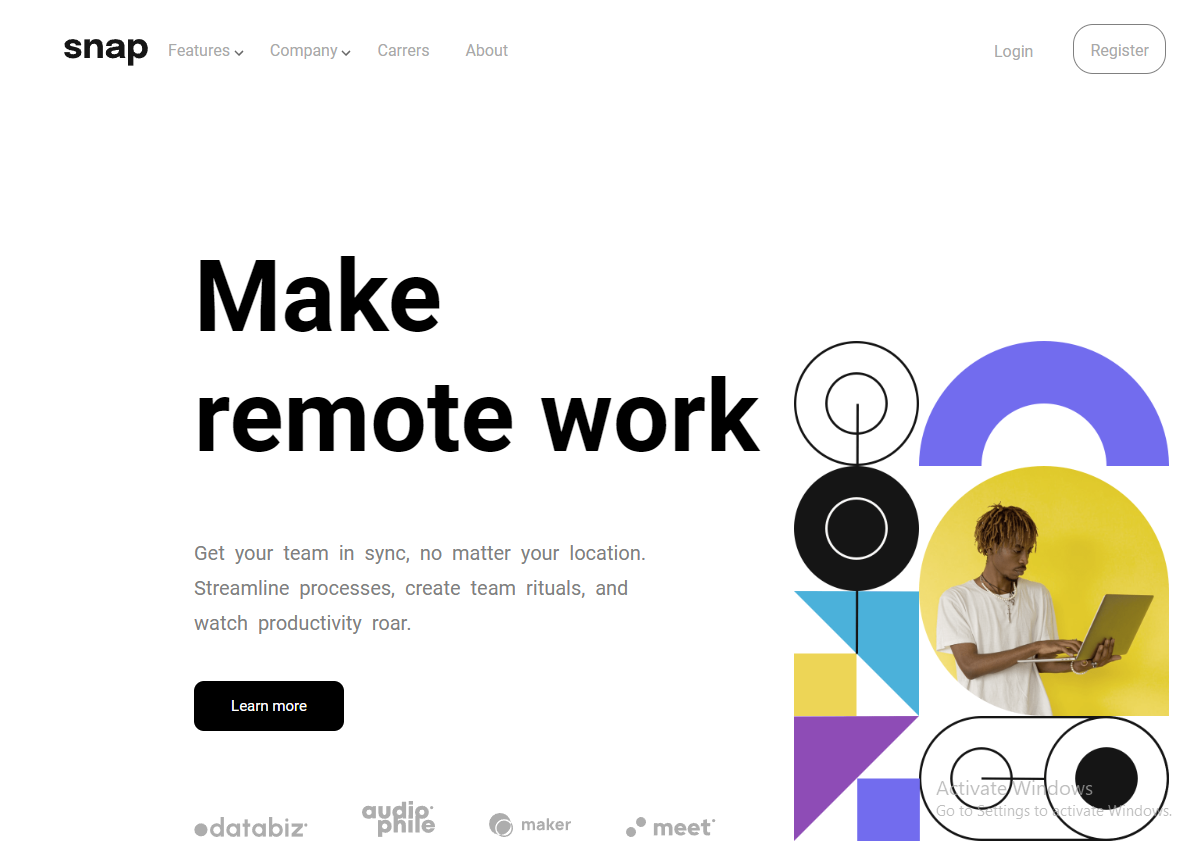 snap Features Company Carrers About Login Register
Make
remote work
Get your team in sync, no matter your location.
Streamline processes, create team rituals, and
watch productivity roar.
Learn more
databiz audiophile maker meet
Activate Windows
Go to Settings to activate Windows.